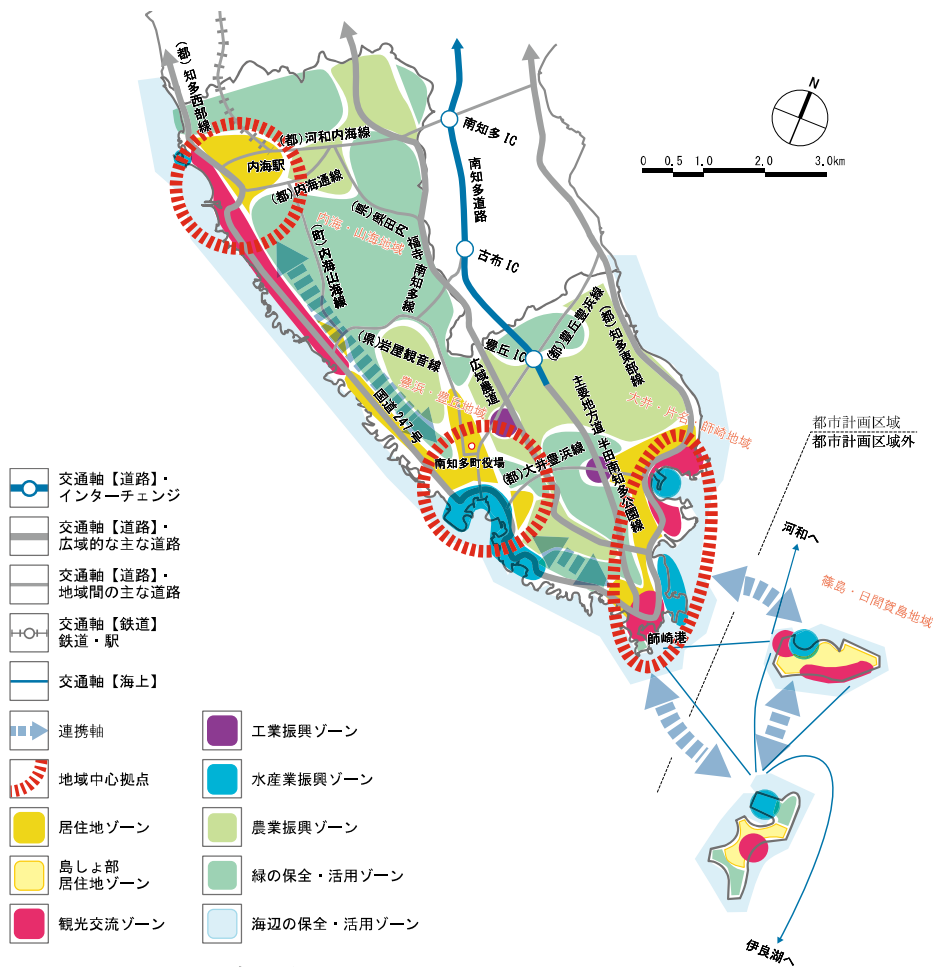 (都)知多西部線
(都)河和内海線
南知多IC
内海駅
(都)内海通線
南知多道路
(県)奥田内福寺南知多線
内海・山海地域
(町)内海山海線
古布IC
(都)豊丘豊浜線
豊丘IC
(都)知多東部線
(県)岩屋観音線
広域農道
豊浜・豊丘地域
主要地方道 半田南知多公園線
大井・片名・師崎地域
国道247号
南知多町役場
(都)大井豊浜線
師崎港
N
0 0.5 1.0 2.0 3.0km
都市計画区域
都市計画区域外
河和へ
篠島・日間賀島地域
伊良湖へ
交通軸【道路】・
インターチェンジ
交通軸【道路】・
広域的な主な道路
交通軸【道路】・
地域間の主な道路
交通軸【鉄道】
鉄道・駅
交通軸【海上】
連携軸
地域中心拠点
居住地ゾーン
島しょ部
居住地ゾーン
観光交流ゾーン
工業振興ゾーン
水産業振興ゾーン
農業振興ゾーン
緑の保全・活用ゾーン
海辺の保全・活用ゾーン